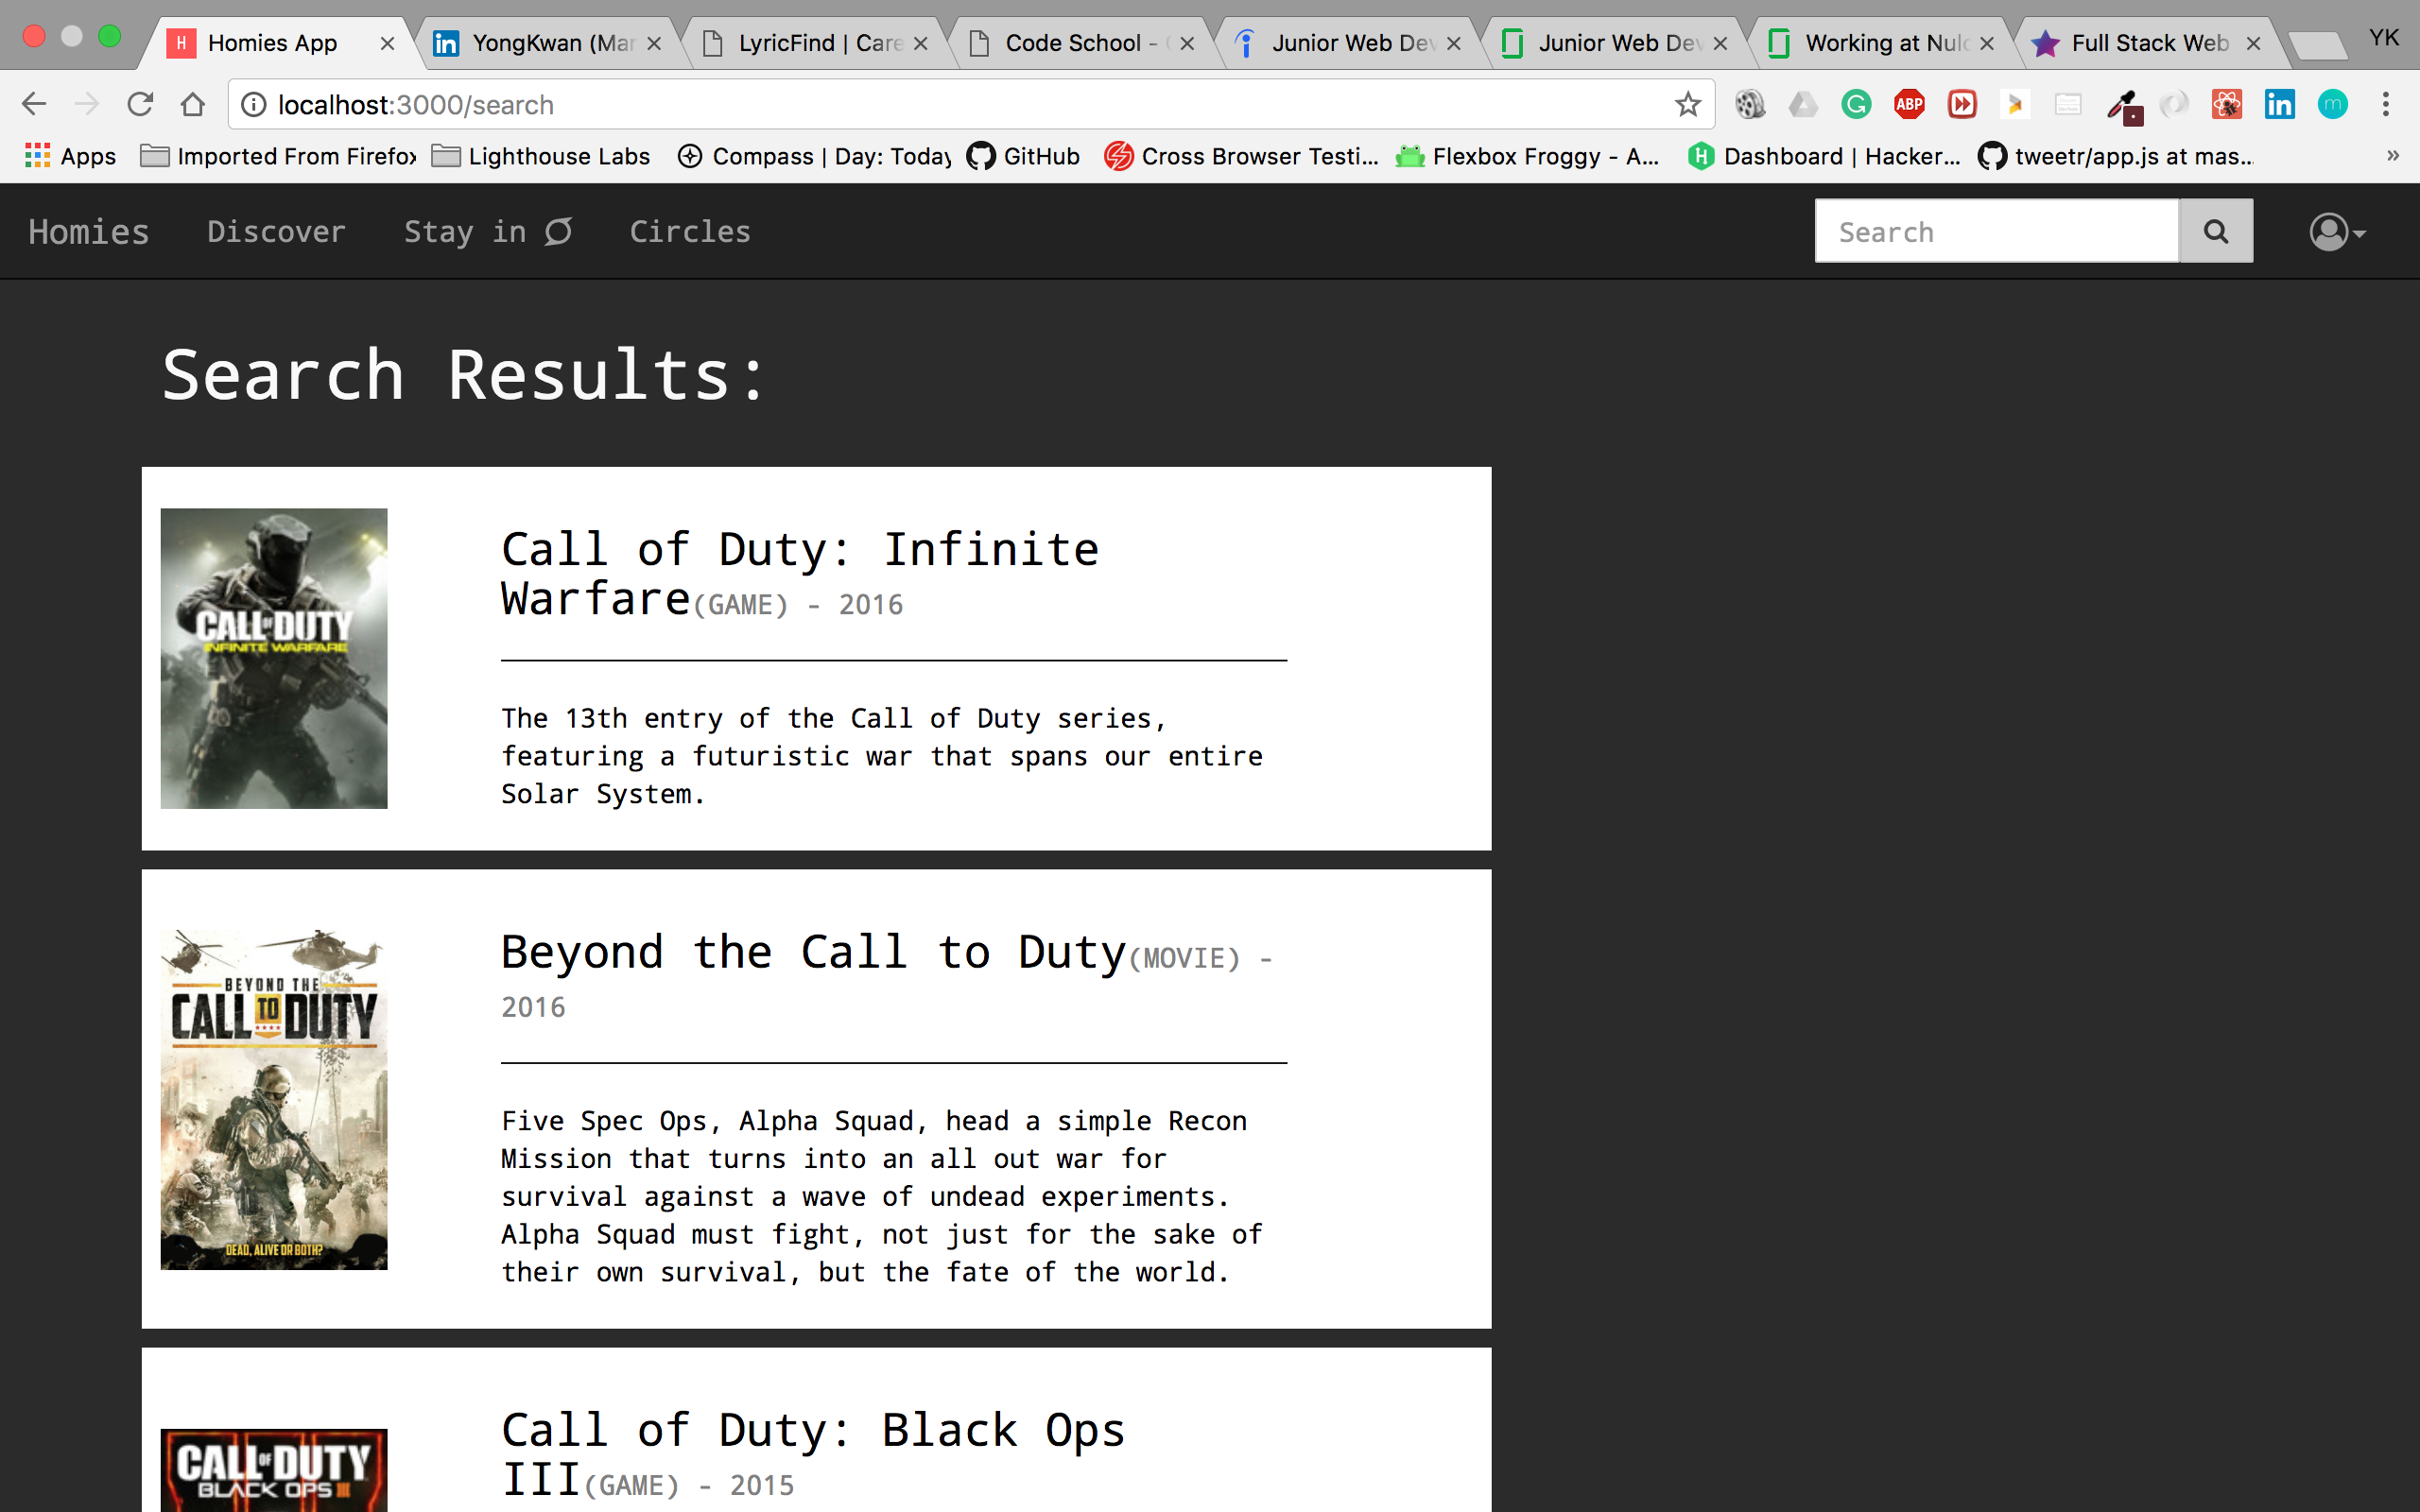 H Homies App
YongKwan (Mar
LyricFind | Care
Code School -
Junior Web Dev
Junior Web Dev
Working at Nulo
Full Stack Web
YK
localhost:3000/search
ABP
in
m
Apps
Imported From Firefox
Lighthouse Labs
Compass | Day: Today
GitHub
Cross Browser Testi...
Flexbox Froggy - A...
Dashboard | Hacker...
tweetr/app.js at mas...
»
Homies
Discover
Stay in
Circles
Search
Search Results:
CALL OF DUTY
INFINITE WARFARE
Call of Duty: Infinite
Warfare(GAME) - 2016
The 13th entry of the Call of Duty series,
featuring a futuristic war that spans our entire
Solar System.
BEYOND THE
CALL TO DUTY
DEAD, ALIVE OR BOTH?
Beyond the Call to Duty(MOVIE) -
2016
Five Spec Ops, Alpha Squad, head a simple Recon
Mission that turns into an all out war for
survival against a wave of undead experiments.
Alpha Squad must fight, not just for the sake of
their own survival, but the fate of the world.
CALL OF DUTY
BLACK OPS III
Call of Duty: Black Ops
III(GAME) - 2015